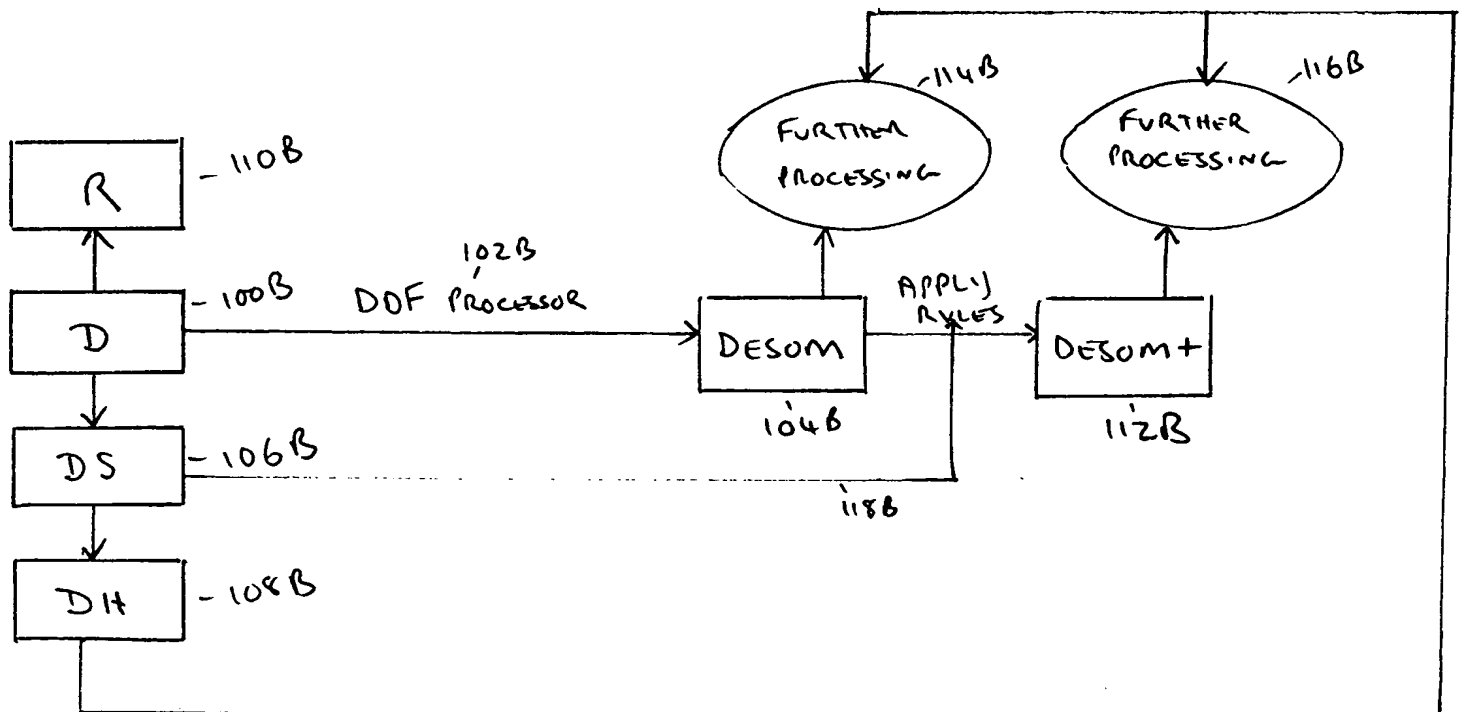 -114B
-116B
FURTHER
PROCESSING
FURTHER
PROCESSING
R
-110B
102B
D
-100B
DOF PROCESSOR
DESOM
APPLY
RULES
DESOM+
104B
112B
DS
-106B
118B
DH
-108B